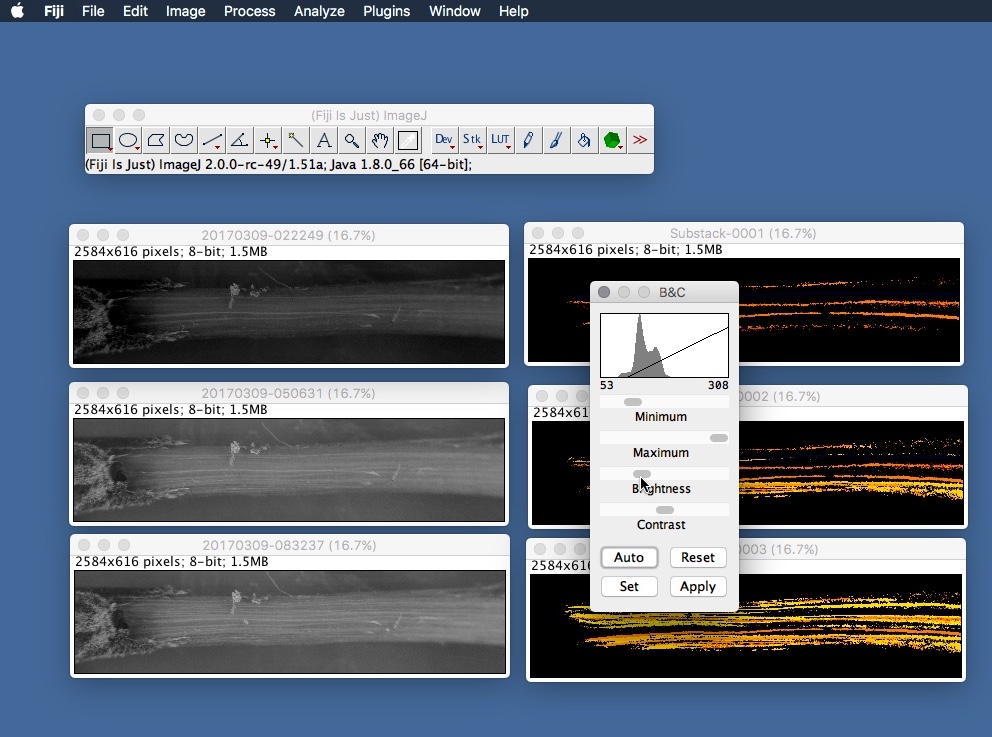 Fiji File Edit Image Process Analyze Plugins Window Help
(Fiji Is Just) ImageJ
A Dev Stk LUT >>
(Fiji Is Just) ImageJ 2.0.0-rc-49/1.51a; Java 1.8.0_66 [64-bit];
20170309-022249 (16.7%)
2584x616 pixels; 8-bit; 1.5MB
Substack-0001 (16.7%)
2584x616 pixels; 8-bit; 1.5MB
B&C
53 308
Minimum
Maximum
Brightness
Contrast
Auto Reset
Set Apply
20170309-050631 (16.7%)
2584x616 pixels; 8-bit; 1.5MB
0002 (16.7%)
2584x61
20170309-083237 (16.7%)
2584x616 pixels; 8-bit; 1.5MB
0003 (16.7%)
2584x616